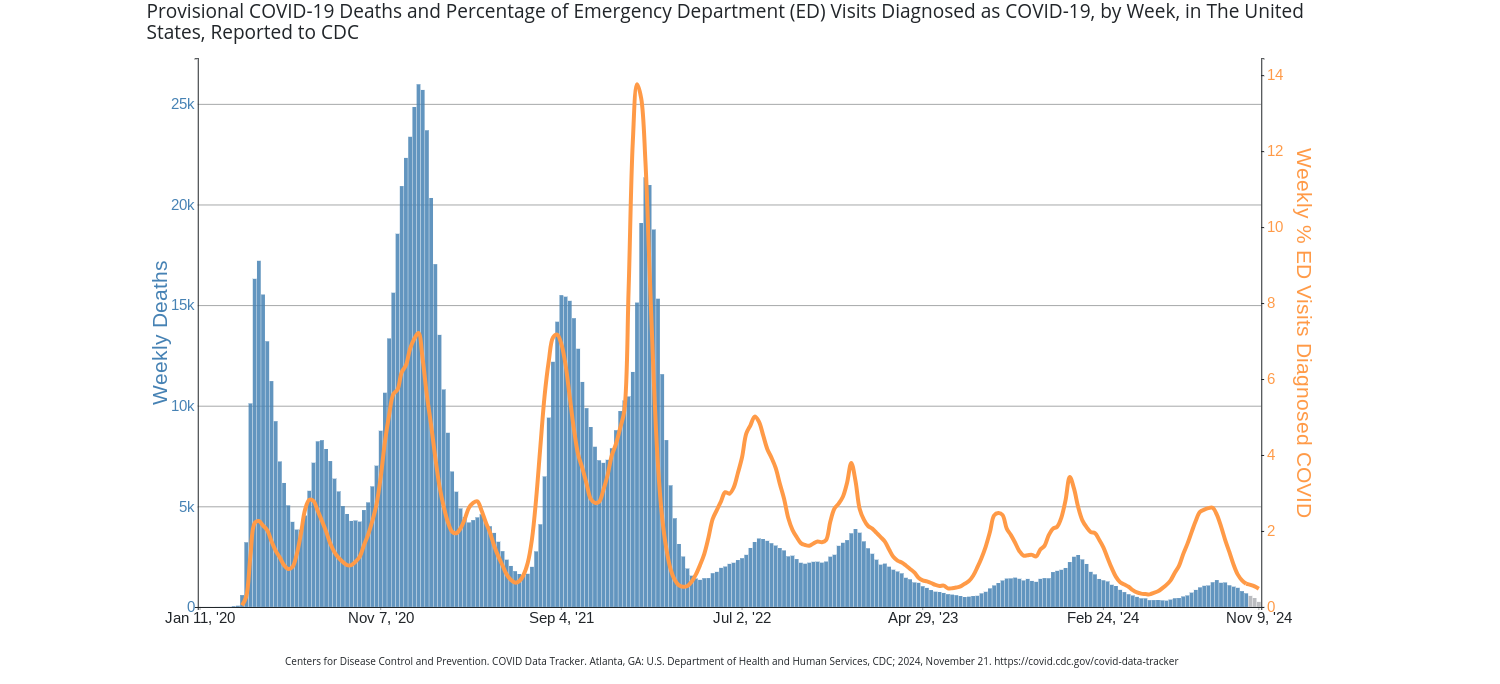 Provisional COVID-19 Deaths and Percentage of Emergency Department (ED) Visits Diagnosed as COVID-19, by Week, in The United
States, Reported to CDC
Weekly Deaths
25k
20k
15k
10k
5k
0
14
12
10
8
6
4
2
0
Weekly % ED Visits Diagnosed COVID
Jan 11, '20
Nov 7, '20
Sep 4, '21
Jul 2, '22
Apr 29, '23
Feb 24, '24
Nov 9, '24
Centers for Disease Control and Prevention. COVID Data Tracker. Atlanta, GA: U.S. Department of Health and Human Services, CDC; 2024, November 21. https://covid.cdc.gov/covid-data-tracker